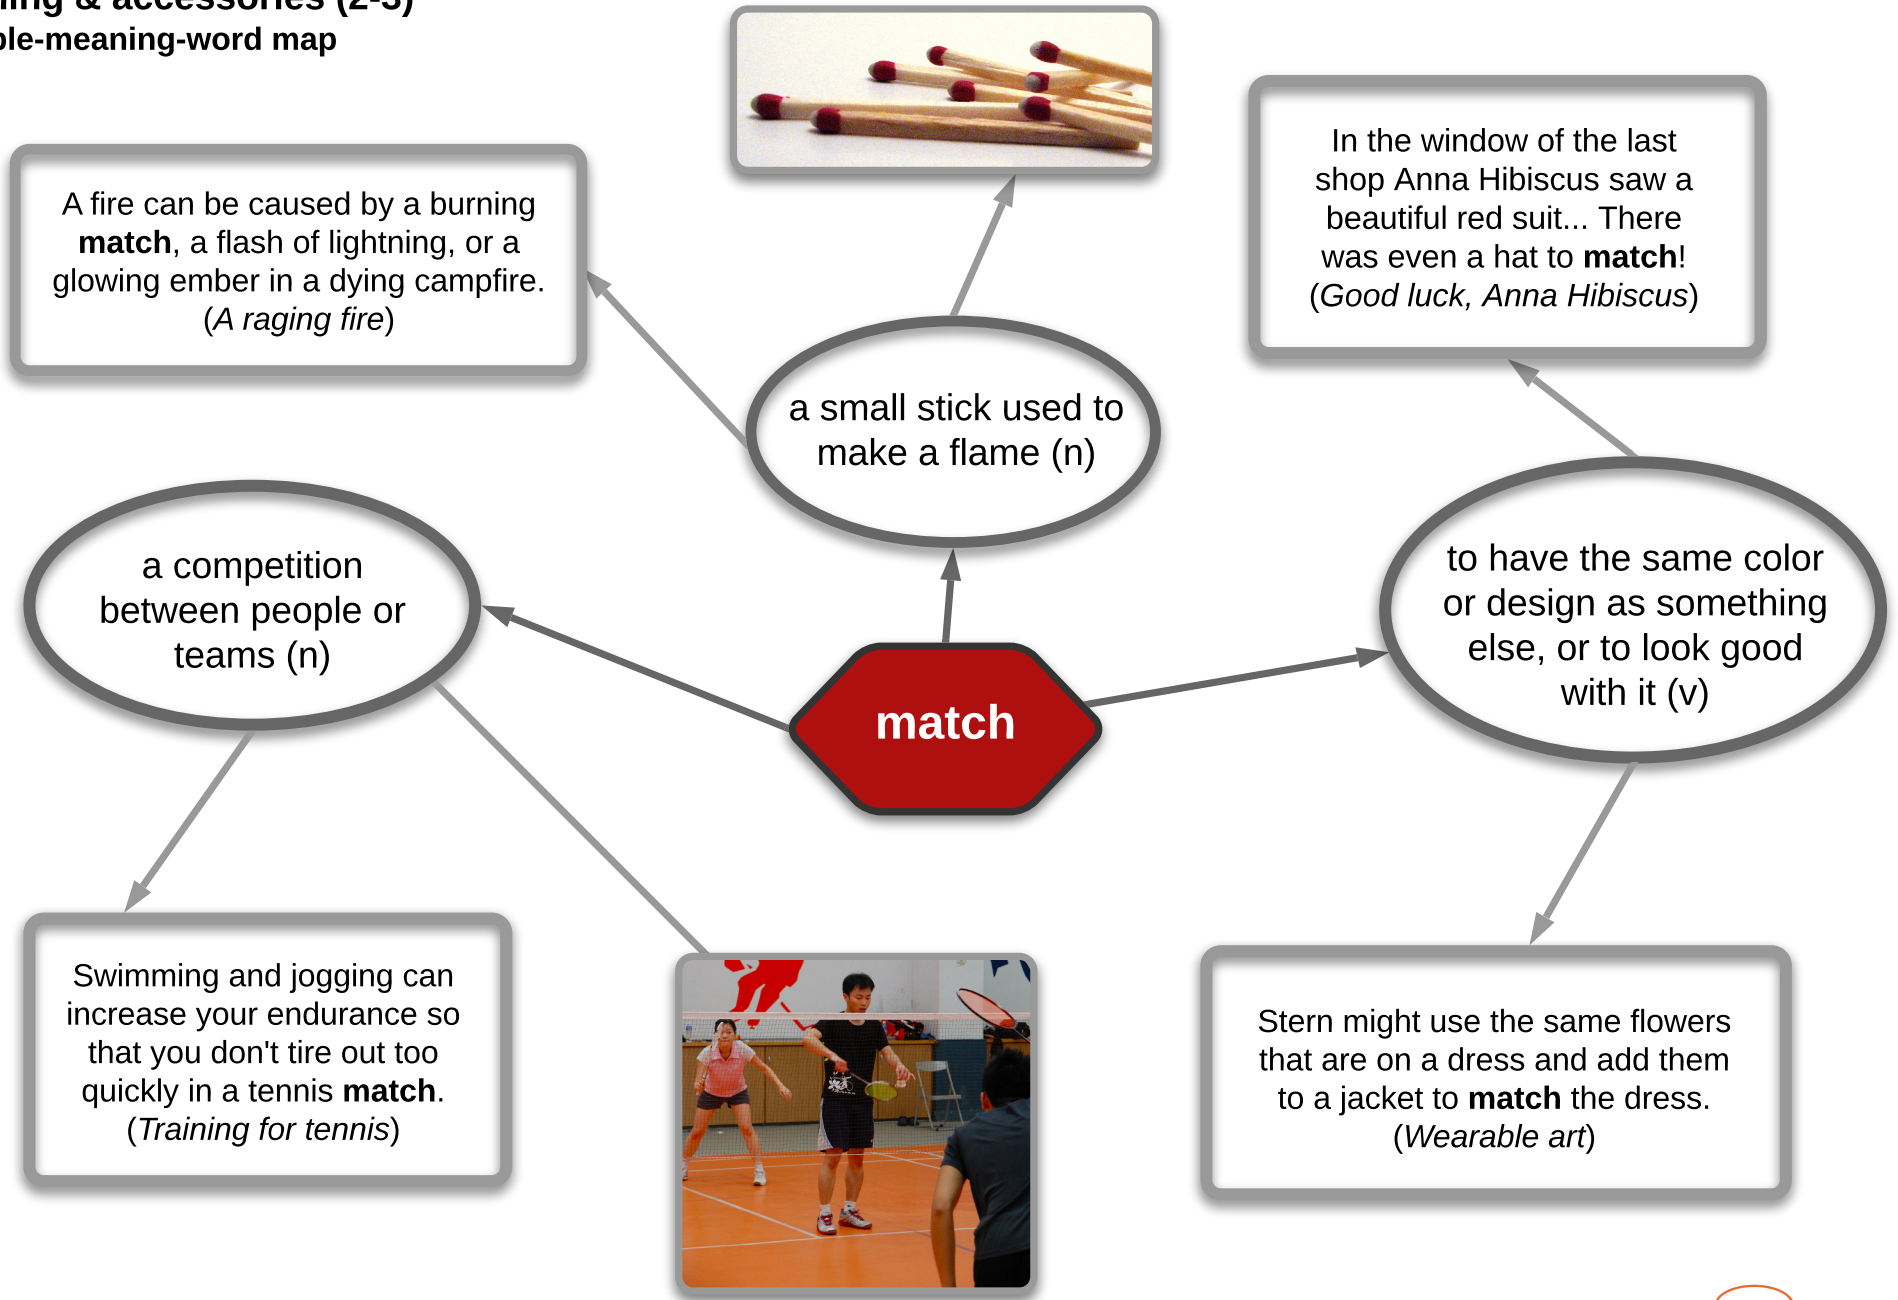 & accessories (2-3)
map
A fire can be caused by a burning
match, a flash of lightning, or a
glowing ember in a dying campfire.
(A raging fire)
In the window of the last
shop Anna Hibiscus saw a
beautiful red suit... There
was even a hat to match!
(Good luck, Anna Hibiscus)
a small stick used to
make a flame (n)
a competition
between people or
teams (n)
to have the same color
or design as something
else, or to look good
with it (v)
match
Swimming and jogging can
increase your endurance so
that you don't tire out too
quickly in a tennis match.
(Training for tennis)
Stern might use the same flowers
that are on a dress and add them
to a jacket to match the dress.
(Wearable art)